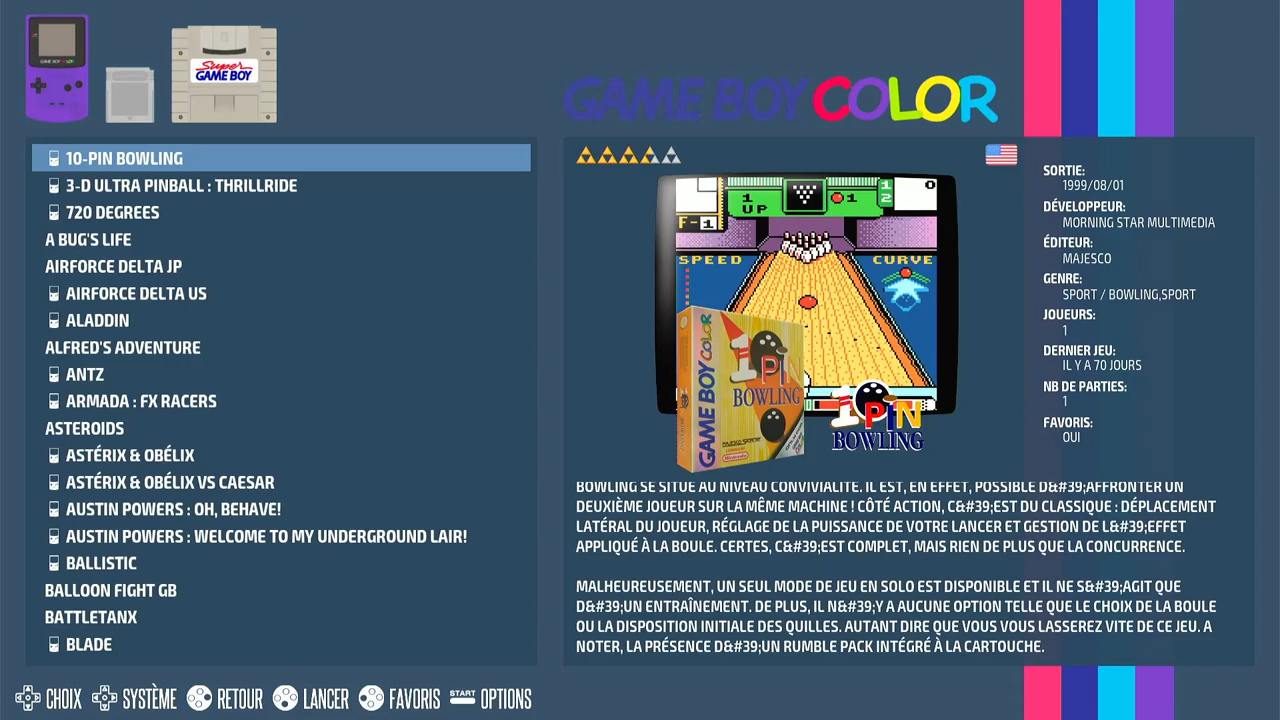 GAME BOY COLOR
Super
GAME BOY
GAME BOY COLOR
10-PIN BOWLING
3-D ULTRA PINBALL : THRILLRIDE
720 DEGREES
A BUG'S LIFE
AIRFORCE DELTA JP
AIRFORCE DELTA US
ALADDIN
ALFRED'S ADVENTURE
ANTZ
ARMADA : FX RACERS
ASTEROIDS
ASTÉRIX & OBÉLIX
ASTÉRIX & OBÉLIX VS CAESAR
AUSTIN POWERS : OH, BEHAVE!
AUSTIN POWERS : WELCOME TO MY UNDERGROUND LAIR!
BALLISTIC
BALLOON FIGHT GB
BATTLETANX
BLADE
1 UP
1
1
2
0
F-1
SPEED
CURVE
GAME BOY COLOR
1 PIN
BOWLING
Nintendo
1 PIN
BOWLING
SORTIE:
1999/08/01
DÉVELOPPEUR:
MORNING STAR MULTIMEDIA
ÉDITEUR:
MAJESCO
GENRE:
SPORT / BOWLING,SPORT
JOUEURS:
1
DERNIER JEU:
IL Y A 70 JOURS
NB DE PARTIES:
1
FAVORIS:
OUI
BOWLING SE SITUE AU NIVEAU CONVIVIALITÉ. IL EST, EN EFFET, POSSIBLE D&#39;AFFRONTER UN
DEUXIÈME JOUEUR SUR LA MÊME MACHINE ! CÔTÉ ACTION, C&#39;EST DU CLASSIQUE : DÉPLACEMENT
LATÉRAL DU JOUEUR, RÉGLAGE DE LA PUISSANCE DE VOTRE LANCER ET GESTION DE L&#39;EFFET
APPLIQUÉ À LA BOULE. CERTES, C&#39;EST COMPLET, MAIS RIEN DE PLUS QUE LA CONCURRENCE.
MALHEUREUSEMENT, UN SEUL MODE DE JEU EN SOLO EST DISPONIBLE ET IL NE S&#39;AGIT QUE
D&#39;UN ENTRAÎNEMENT. DE PLUS, IL N&#39;Y A AUCUNE OPTION TELLE QUE LE CHOIX DE LA BOULE
OU LA DISPOSITION INITIALE DES QUILLES. AUTANT DIRE QUE VOUS VOUS LASSEREZ VITE DE CE JEU. A
NOTER, LA PRÉSENCE D&#39;UN RUMBLE PACK INTÉGRÉ À LA CARTOUCHE.
CHOIX SYSTÈME RETOUR LANCER FAVORIS START OPTIONS